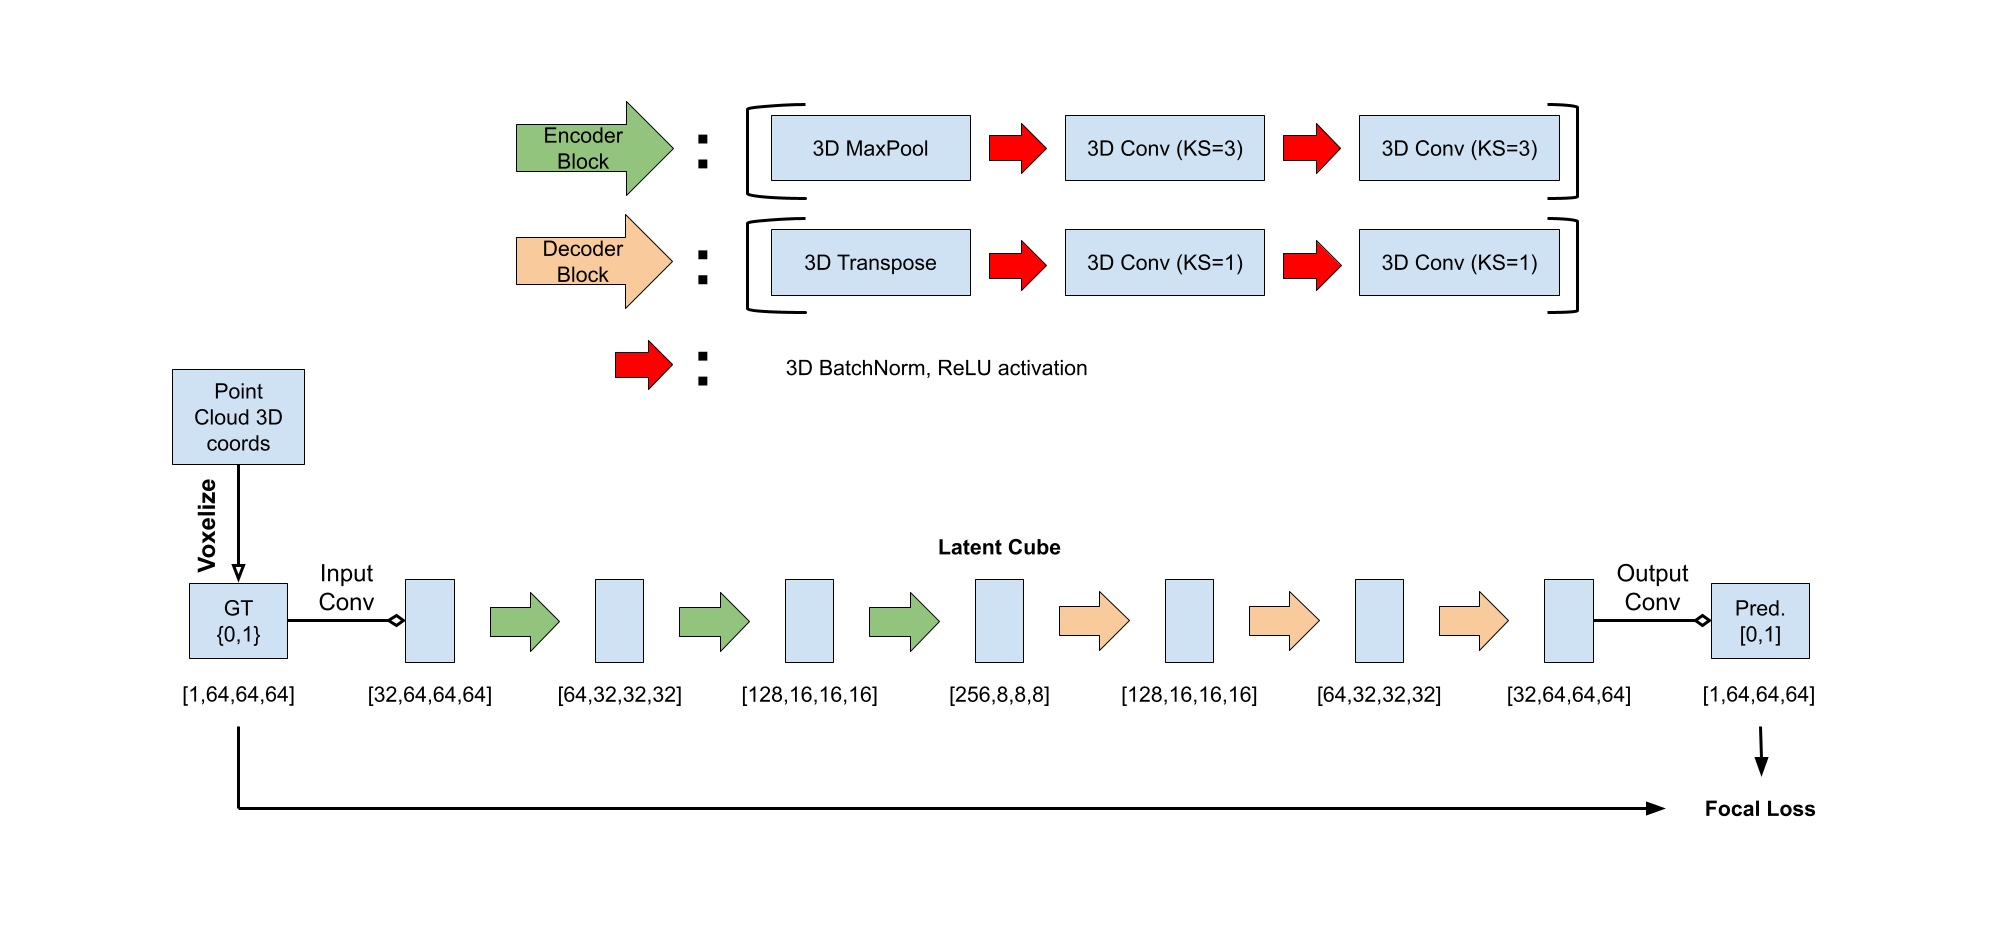 Encoder
Block
:
3D MaxPool
3D Conv (KS=3)
3D Conv (KS=3)
Decoder
Block
:
3D Transpose
3D Conv (KS=1)
3D Conv (KS=1)
:
3D BatchNorm, ReLU activation
Point
Cloud 3D
coords
Voxelize
Latent Cube
GT
{0,1}
Input
Conv
Output
Conv
Pred.
[0,1]
[1,64,64,64]
[32,64,64,64]
[64,32,32,32]
[128,16,16,16]
[256,8,8,8]
[128,16,16,16]
[64,32,32,32]
[32,64,64,64]
[1,64,64,64]
Focal Loss